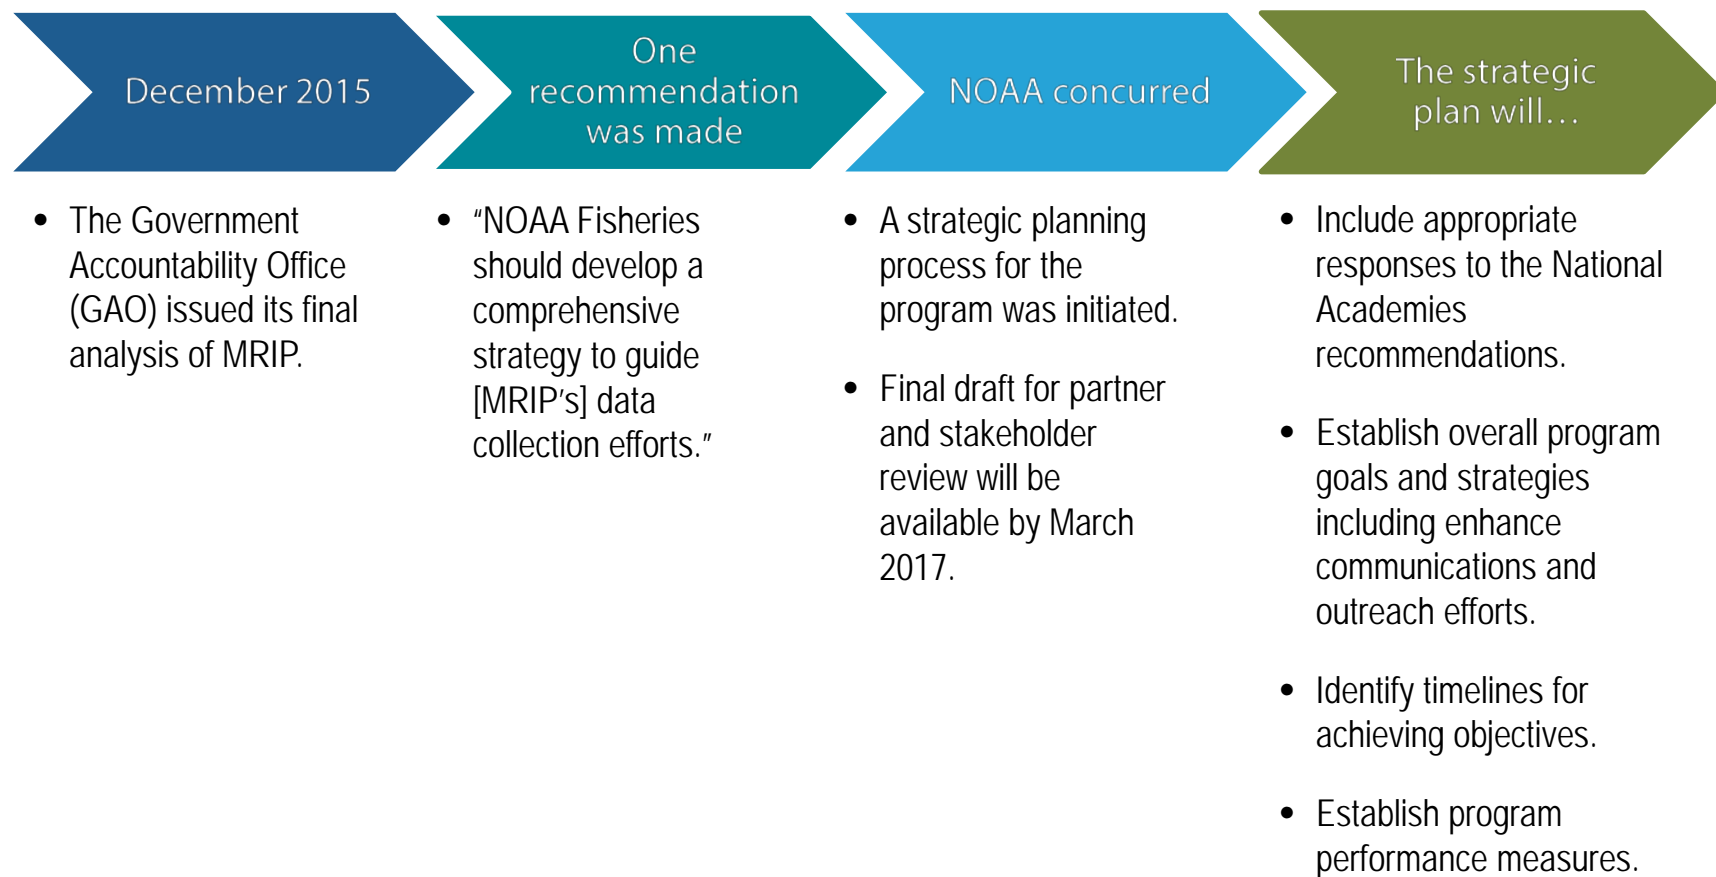 December 2015
One
recommendation
was made
NOAA concurred
The strategic
plan will…
• The Government
Accountability Office
(GAO) issued its final
analysis of MRIP.
• “NOAA Fisheries
should develop a
comprehensive
strategy to guide
[MRIP’s] data
collection efforts.”
• A strategic planning
process for the
program was initiated.
• Final draft for partner
and stakeholder
review will be
available by March
2017.
• Include appropriate
responses to the National
Academies
recommendations.
• Establish overall program
goals and strategies
including enhance
communications and
outreach efforts.
• Identify timelines for
achieving objectives.
• Establish program
performance measures.